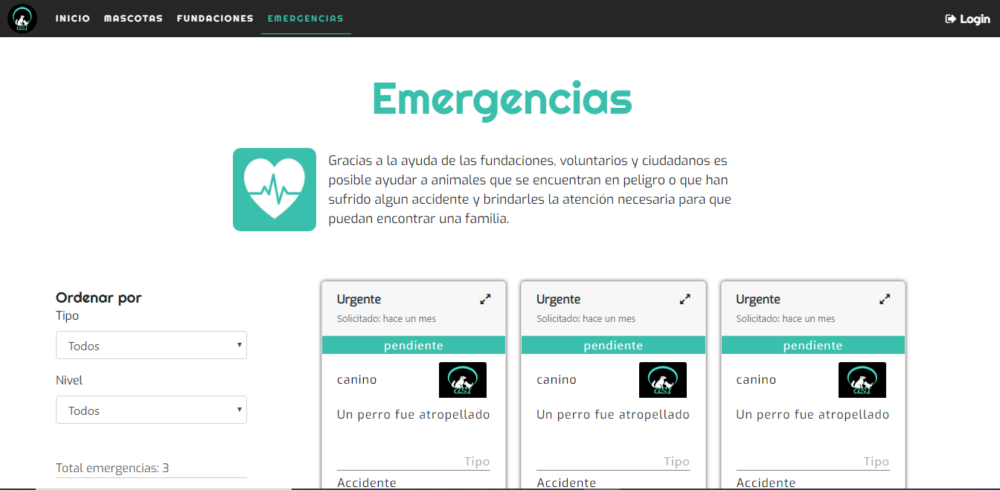 INICIO MASCOTAS FUNDACIONES EMERGENCIAS Login
Emergencias
Gracias a la ayuda de las fundaciones, voluntarios y ciudadanos es
posible ayudar a animales que se encuentran en peligro o que han
sufrido algun accidente y brindarles la atención necesaria para que
puedan encontrar una familia.
Ordenar por
Tipo
Todos
Nivel
Todos
Total emergencias: 3
Urgente
Solicitado: hace un mes
pendiente
canino
asi
Un perro fue atropellado
Tipo
Accidente
Urgente
Solicitado: hace un mes
pendiente
canino
asi
Un perro fue atropellado
Tipo
Accidente
Urgente
Solicitado: hace un mes
pendiente
canino
asi
Un perro fue atropellado
Tipo
Accidente